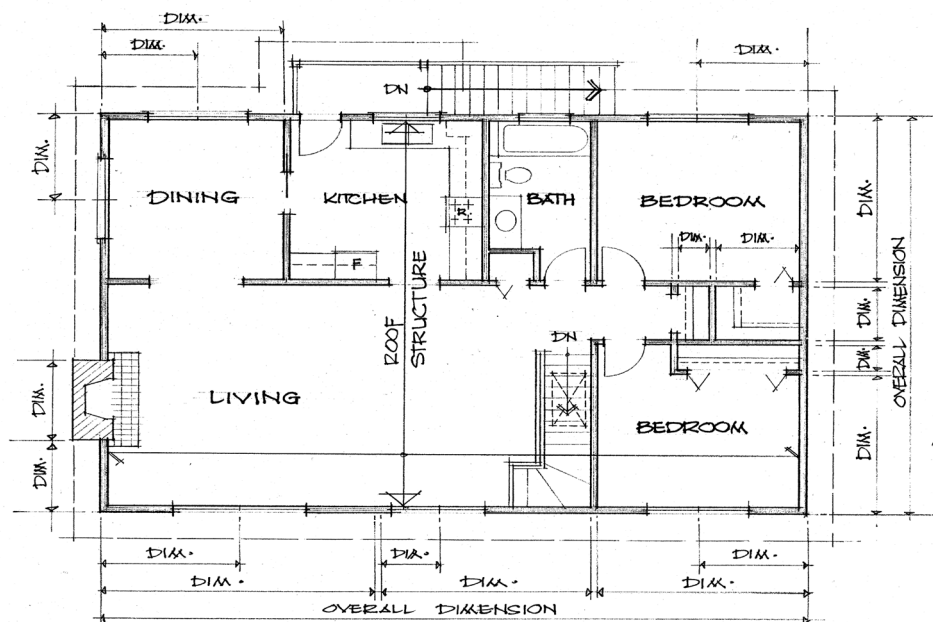 DIM.
DIM.
DIM.
DN
DIM.
DINING
KITCHEN
BATH
BEDROOM
DIM.
R
DIM.
DIM.
F
ROOF
STRUCTURE
OVERALL DIMENSION
DIM.
DN
DIM.
LIVING
DIM.
BEDROOM
DIM.
DIM.
DIM.
DIM.
DIM.
DIM.
DIM.
DIM.
DIM.
OVERALL DIMENSION